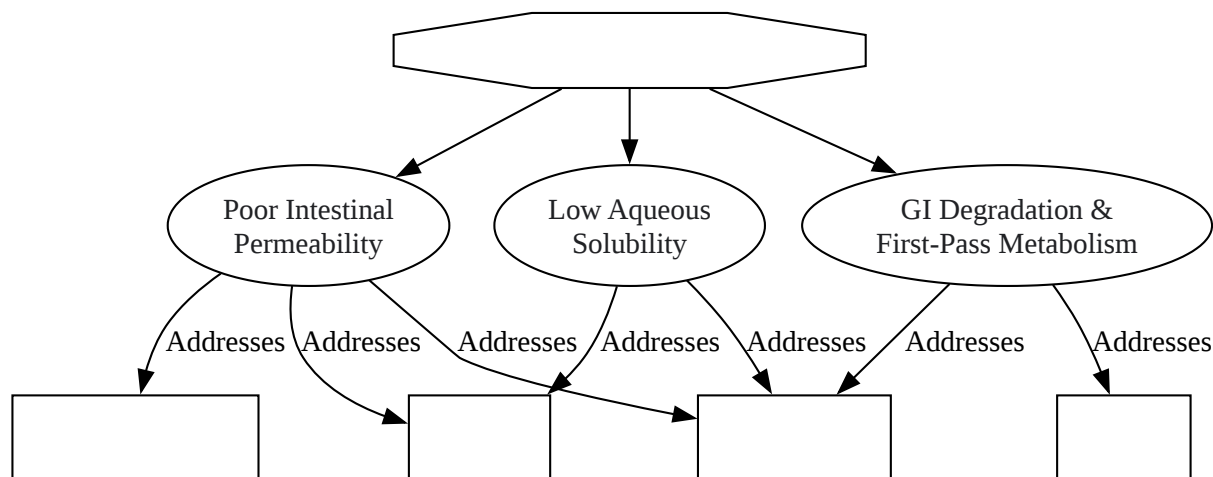 Poor Intestinal
Permeability
Low Aqueous
Solubility
GI Degradation &
First-Pass Metabolism
Addresses
Addresses
Addresses
Addresses
Addresses
Addresses
Addresses